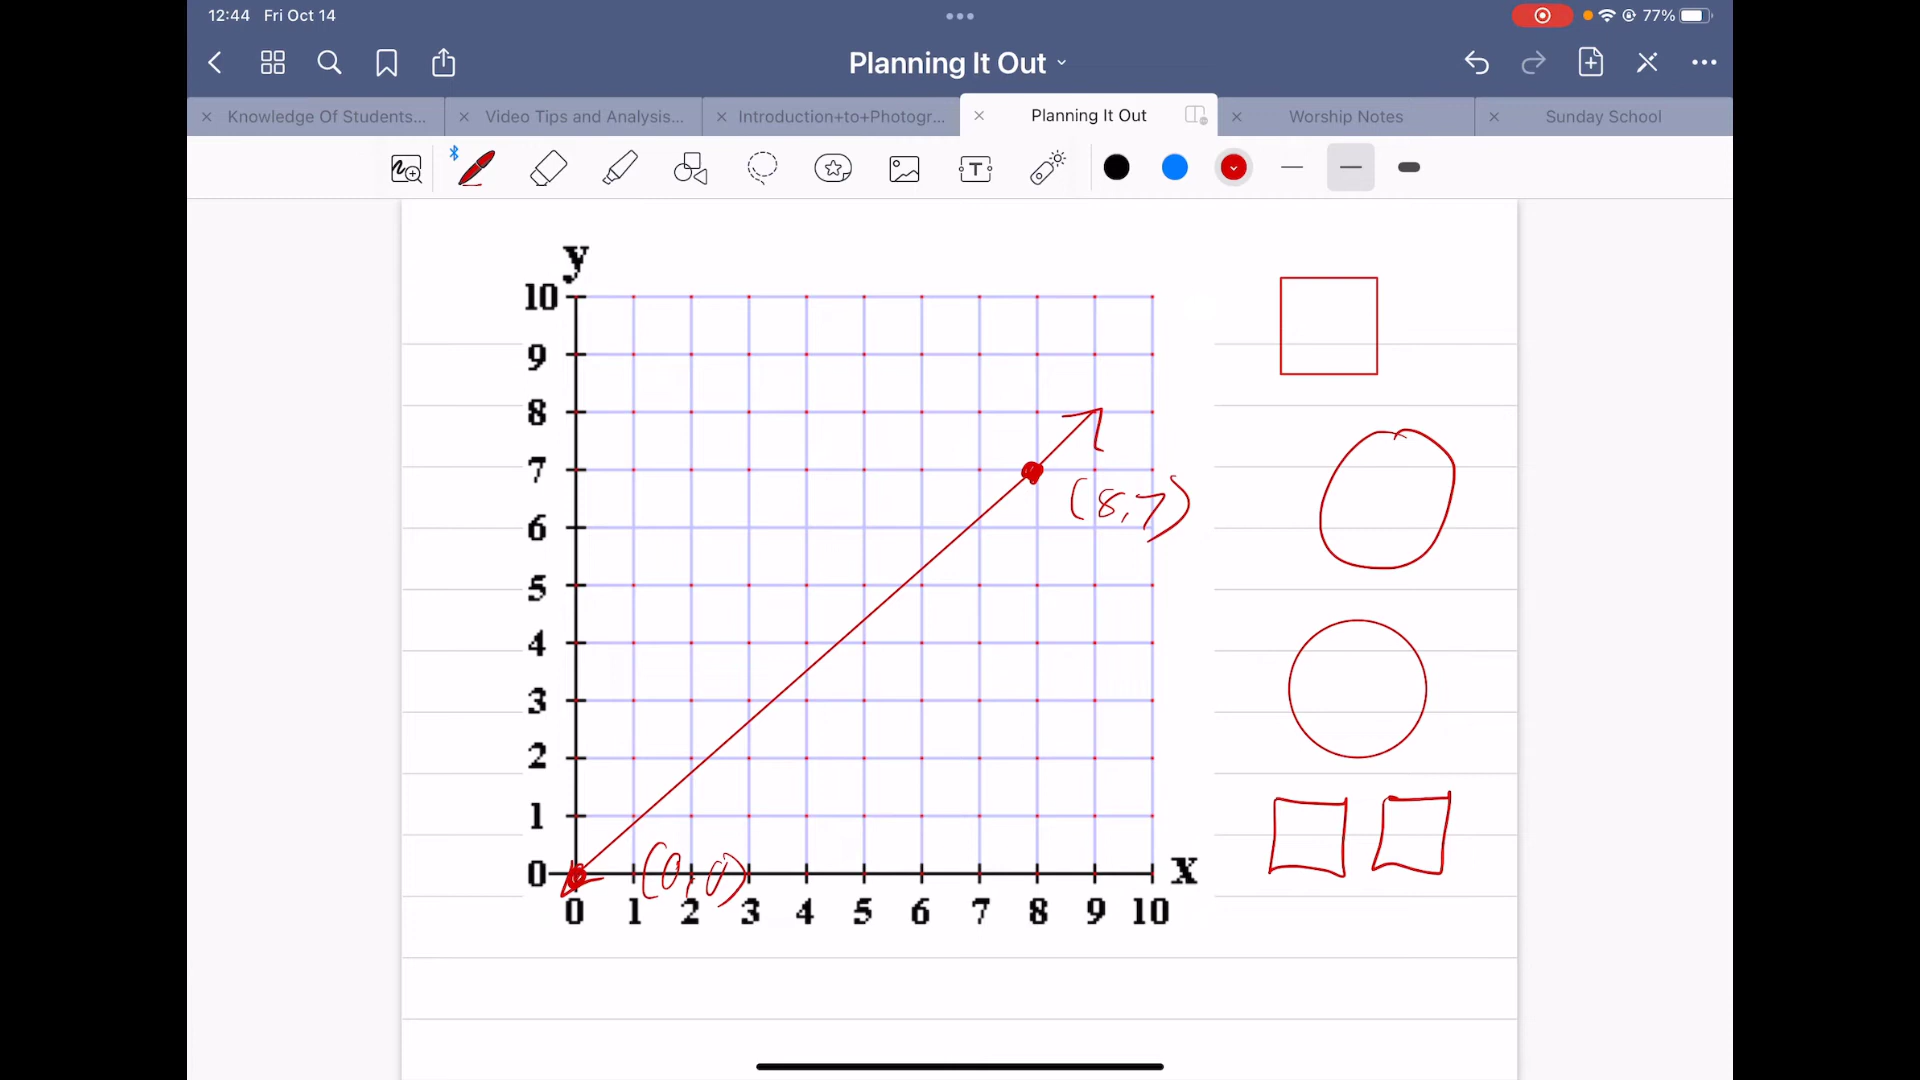 12:44 Fri Oct 14
77%
Planning It Out
Knowledge Of Students...
Video Tips and Analysis...
Introduction+to+Photogr...
Planning It Out
Worship Notes
Sunday School
T
y
10
9
8
7
(8,7)
6
5
4
3
2
1
0
(0,0)
x
0 1 2 3 4 5 6 7 8 9 10